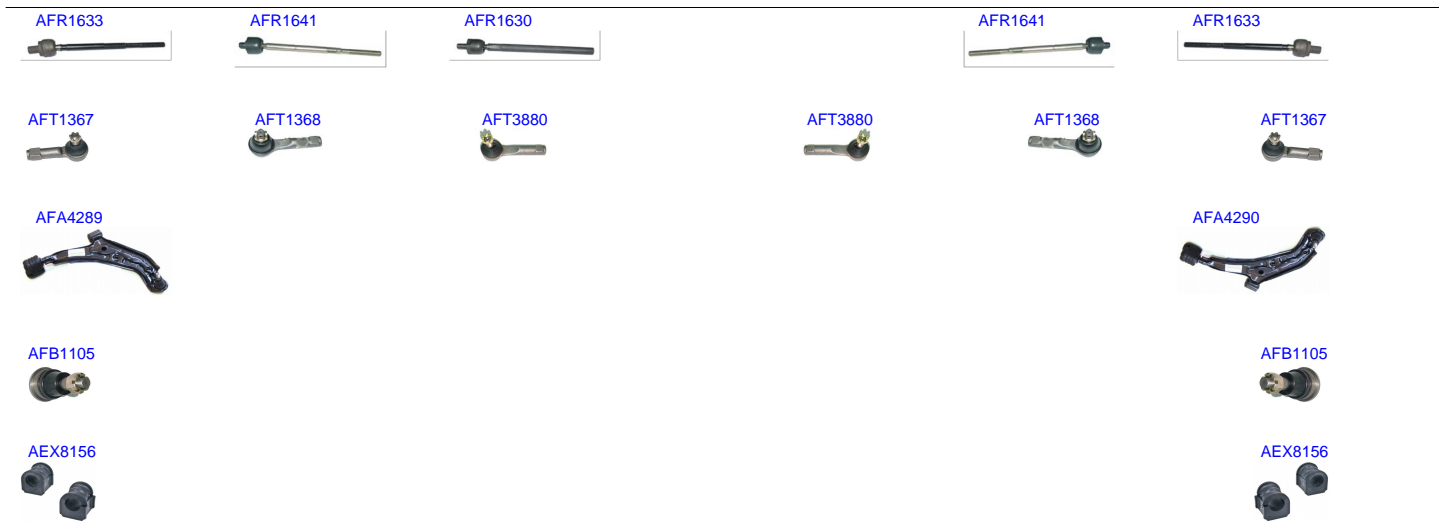 AFR1633 AFR1641 AFR1630 AFR1641 AFR1633
AFT1367 AFT1368 AFT3880 AFT3880 AFT1368 AFT1367
AFA4289 AFA4290
AFB1105 AFB1105
AEX8156 AEX8156